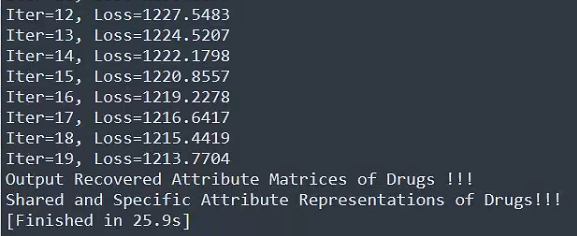 Iter=12, Loss=1227.5483
Iter=13, Loss=1224.5207
Iter=14, Loss=1222.1798
Iter=15, Loss=1220.8557
Iter=16, Loss=1219.2278
Iter=17, Loss=1216.6417
Iter=18, Loss=1215.4419
Iter=19, Loss=1213.7704
Output Recovered Attribute Matrices of Drugs !!!
Shared and Specific Attribute Representations of Drugs!!!
[Finished in 25.9s]